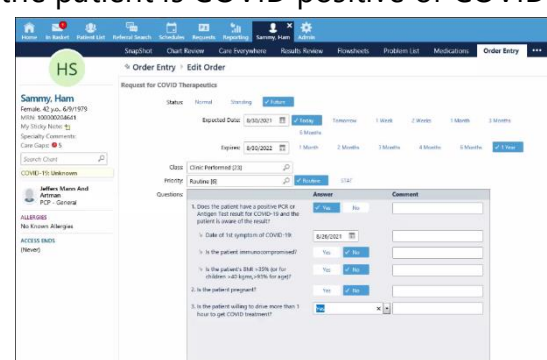 the patient is COVID positive or COVID
Home In Basket Patient List Referral Search Schedules Requests Reporting Sammy, Ham Admin
SnapShot Chart Review Care Everywhere Results Review Flowsheets Problem List Medications Order Entry
HS
Order Entry Edit Order
Request for COVID Therapeutics
Status: Normal Standing Future
Expected Date: 8/30/2021 Today Tomorrow 1 Week 2 Weeks 1 Month 3 Months
6 Months
Expires: 8/30/2022 1 Month 2 Months 3 Months 4 Months 6 Months 1 Year
Class: Clinic Performed [23]
Priority: Routine [6] Routine STAT
Questions: Answer Comment
1. Does the patient have a positive PCR or
Antigen Test result for COVID-19 and the
patient is aware of the result? Yes No
Date of 1st symptom of COVID-19: 8/26/2021
Is the patient immunocompromised? Yes No
Is the patient's BMI <35% (or for
children <40 kgms,>93% for age)? Yes No
2. Is the patient pregnant? Yes No
3. Is the patient willing to drive more than 1
hour to get COVID treatment? Yes
Sammy, Ham
Female, 42 y.o., 6/9/1979
My Sticky Note:
Specialty Comments:
Care Gaps: 5
Search Chart
COVID-19: Unknown
Jeffers Mann And
Artman
PCP - General
ALLERGIES
No Known Allergies
ACCESS ENDS
(Never)